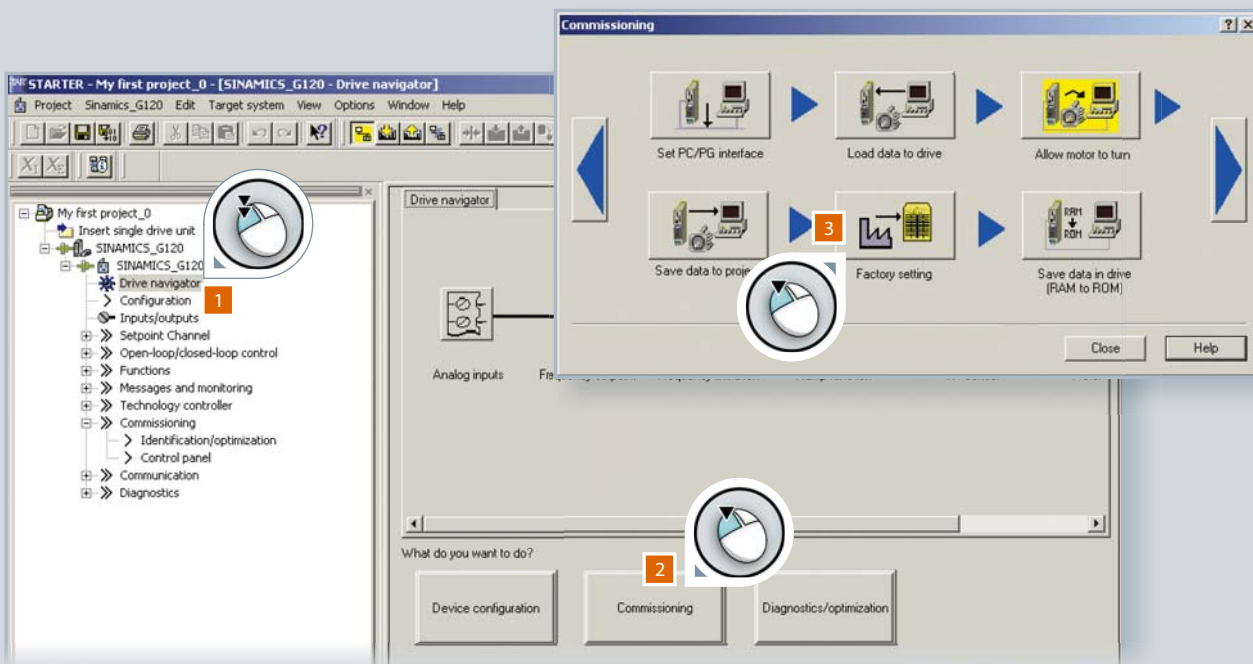 Commissioning
Set PC/PG interface
Load data to drive
Allow motor to turn
Save data to
3
Factory setting
RAM
ROM
Save data in drive
(RAM to ROM)
Close
Help
STARTER - My first project_0 - [SINAMICS_G120 - Drive navigator]
Project Sinamics_G120 Edit Target system View Options Window Help
My first project_0
Insert single drive unit
SINAMICS_G120
SINAMICS_G120
Drive navigator
1
Configuration
Inputs/outputs
Setpoint Channel
Open-loop/closed-loop control
Functions
Messages and monitoring
Technology controller
Commissioning
Identification/optimization
Control panel
Communication
Diagnostics
Drive navigator
Analog inputs
What do you want to do?
2
Device configuration
Commissioning
Diagnostics/optimization